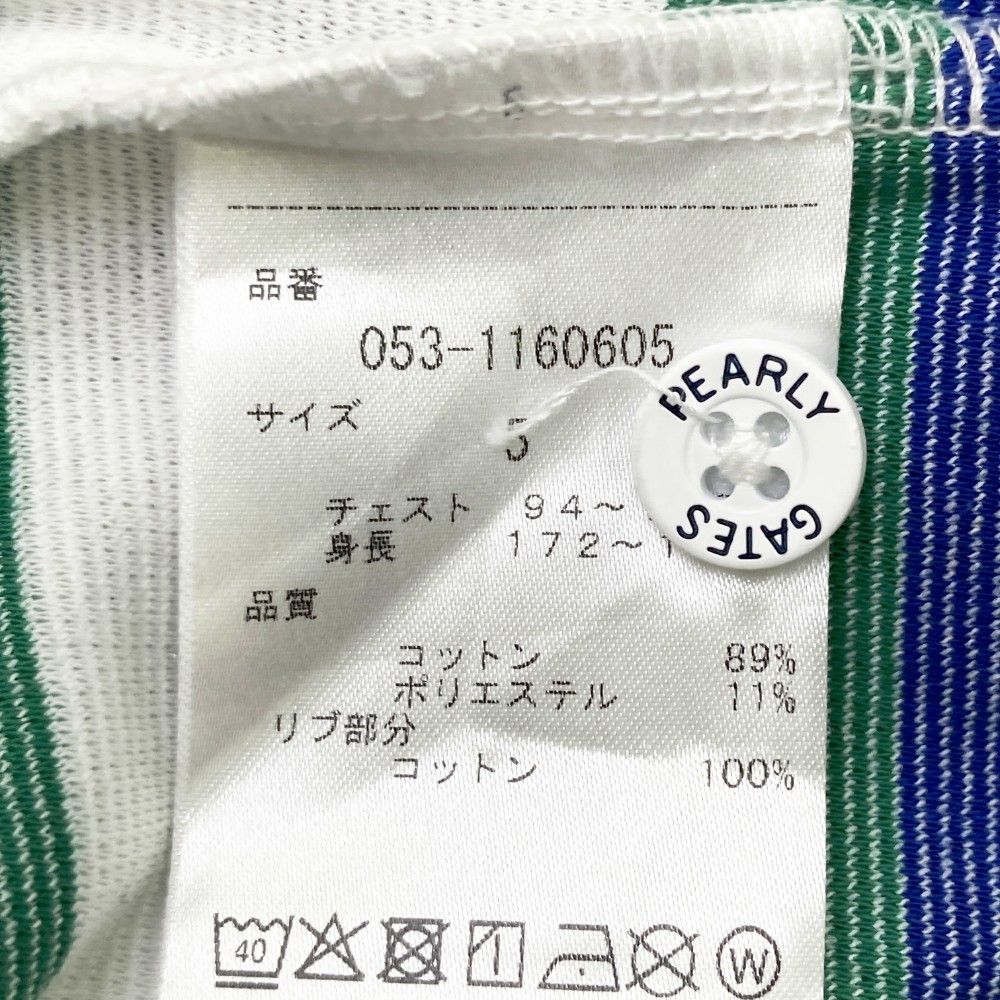 品番
053-1160605
サイズ
5
チェスト 94～
身長 172～1
品質
コットン 89%
ポリエステル 11%
リブ部分
コットン 100%
40
W
PEARLY
GATES